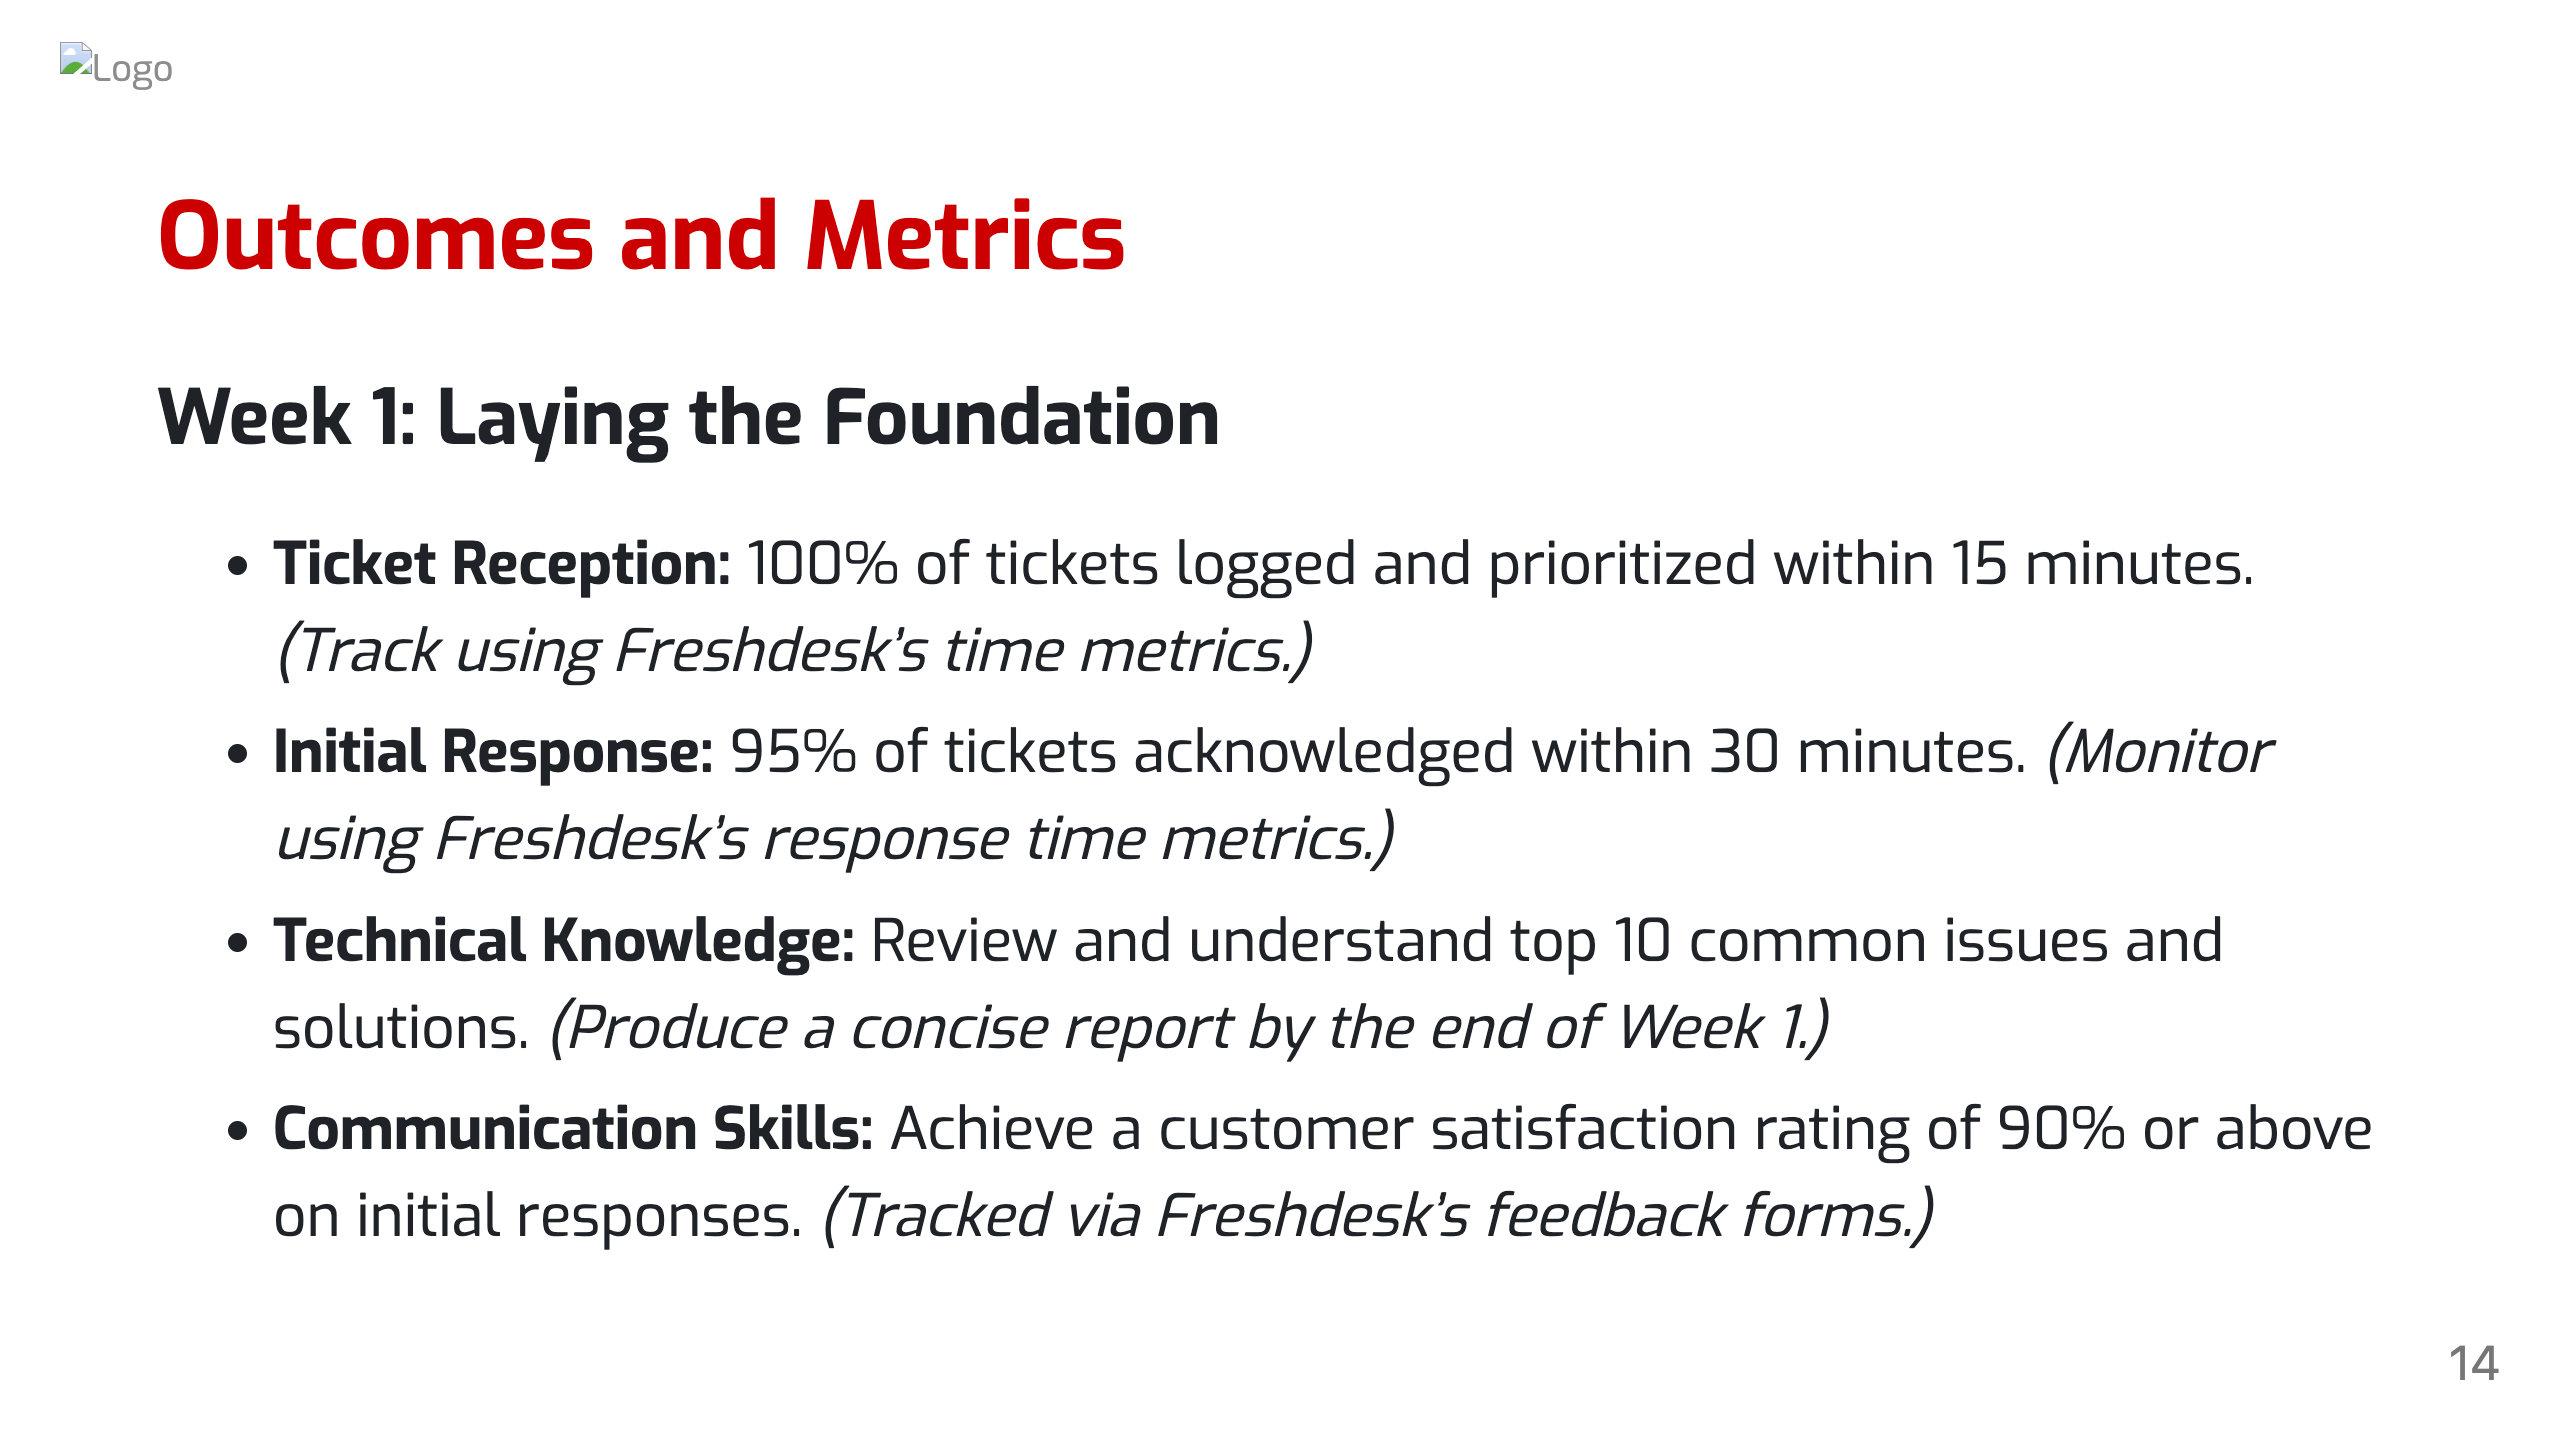 Logo
Outcomes and Metrics
Week 1: Laying the Foundation
• Ticket Reception: 100% of tickets logged and prioritized within 15 minutes.
(Track using Freshdesk’s time metrics.)
• Initial Response: 95% of tickets acknowledged within 30 minutes. (Monitor
using Freshdesk’s response time metrics.)
• Technical Knowledge: Review and understand top 10 common issues and
solutions. (Produce a concise report by the end of Week 1.)
• Communication Skills: Achieve a customer satisfaction rating of 90% or above
on initial responses. (Tracked via Freshdesk’s feedback forms.)
14